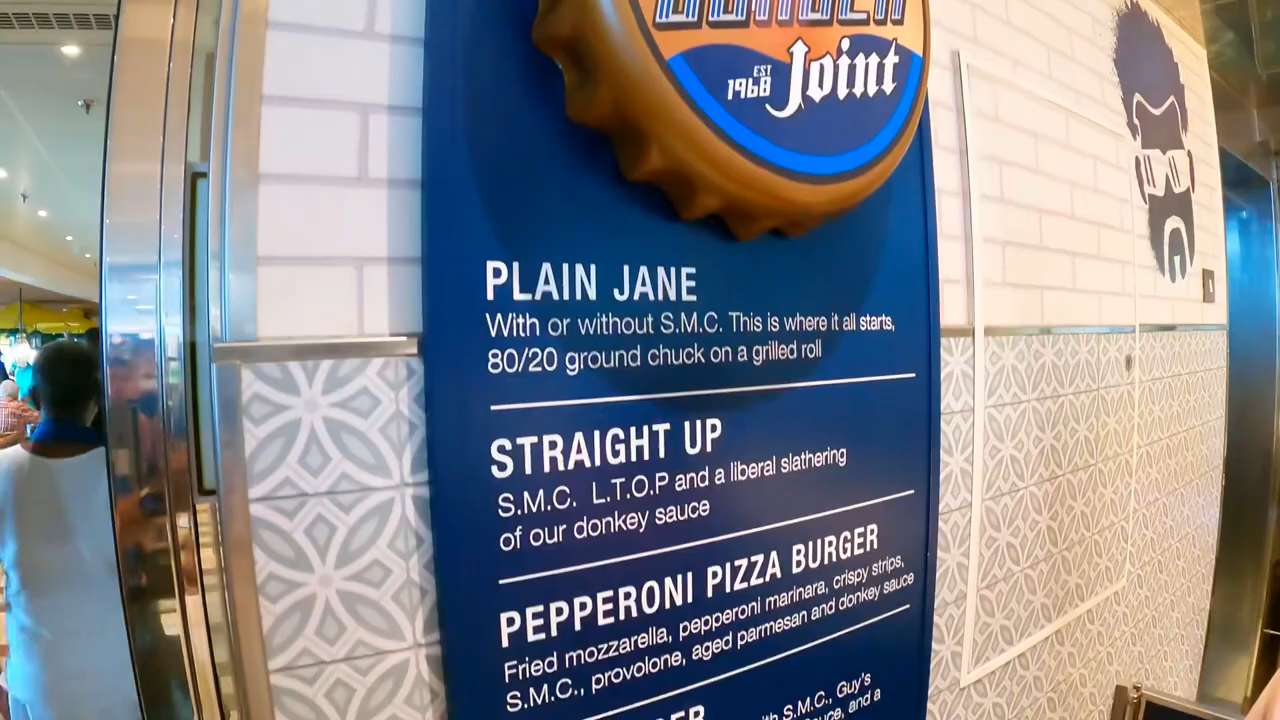 Joint
EST
1968
PLAIN JANE
With or without S.M.C. This is where it all starts,
80/20 ground chuck on a grilled roll
STRAIGHT UP
S.M.C. L.T.O.P and a liberal slathering
of our donkey sauce
PEPPERONI PIZZA BURGER
Fried mozzarella, pepperoni marinara, crispy strips,
S.M.C., provolone, aged parmesan and donkey sauce
S.M.C., Guy's
and a